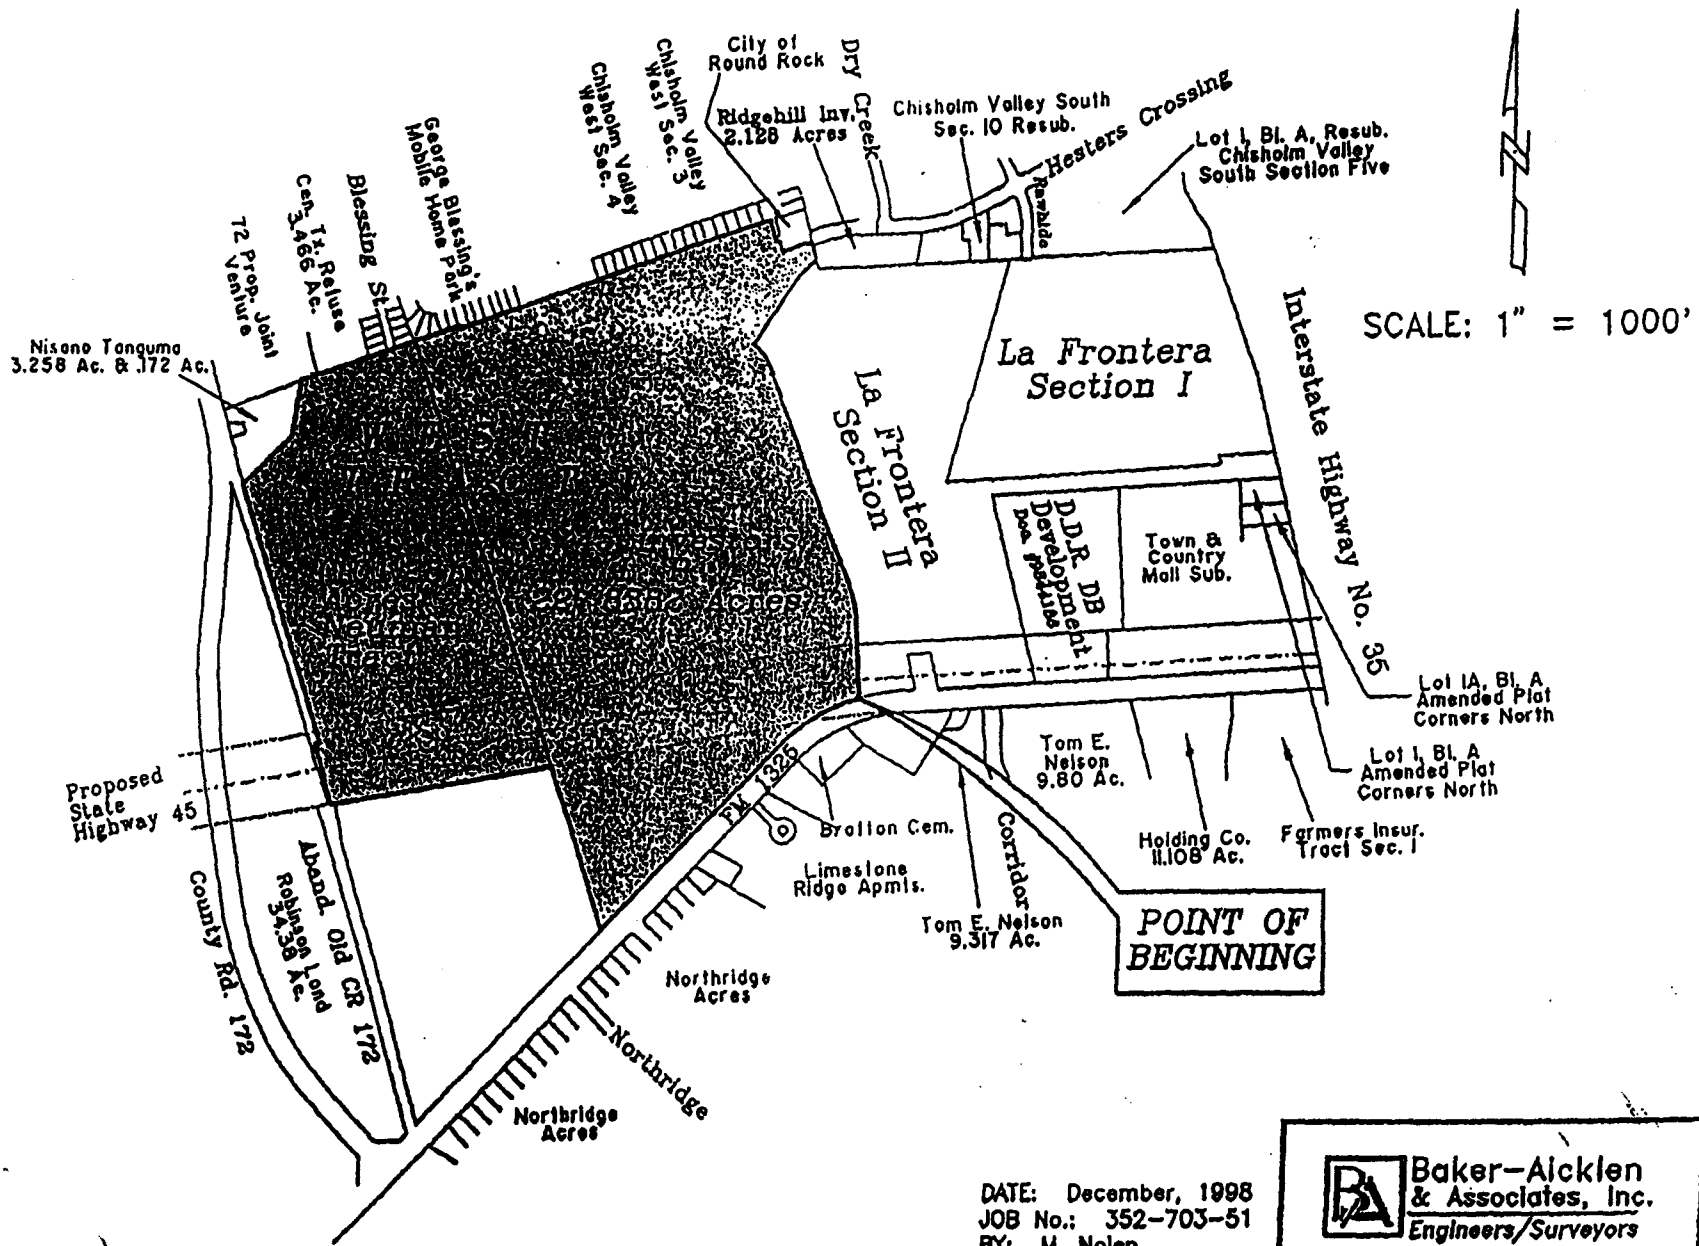 City of
Round Rock
Dry Creek
Chisholm Valley
West Sec. 3
Chisholm Valley
West Sec. 4
Ridgehill Inv.
2.128 Acres
Chisholm Valley South
Sec. 10 Resub.
Hesters Crossing
Rawhide
Lot 1, Bl. A, Resub.
Chisholm Valley
South Section Five
George Blessing's
Mobile Home Park
Blessing St.
Cen. Tx. Refuse
3.466 Ac.
72 Prop. Joint
Venture
Nisano Tanguma
3.258 Ac. & .172 Ac.
SCALE: 1" = 1000'
N
Interstate Highway No. 35
La Frontera
Section I
La Frontera
Section II
D.D.R. DB
Development
Doc.
Town &
Country
Mall Sub.
Acres
Lot 1A, Bl. A
Amended Plat
Corners North
Lot 1, Bl. A
Amended Plat
Corners North
Proposed
State
Highway 45
FM 1325
Tom E.
Nelson
9.80 Ac.
Holding Co.
11.108 Ac.
Farmers Insur.
Tract Sec. 1
Bratton Cem.
Limestone
Ridge Apmts.
Corridor
Tom E. Nelson
9.317 Ac.
POINT OF
BEGINNING
County Rd. 172
Aband. Old CR 172
Robinson Land
34.38 Ac.
Northridge
Acres
Northridge
Northridge
Acres
DATE: December, 1998
JOB No.: 352-703-51
BY: M. Nolen
BA
Baker-Aicklen
& Associates, Inc.
Engineers/Surveyors